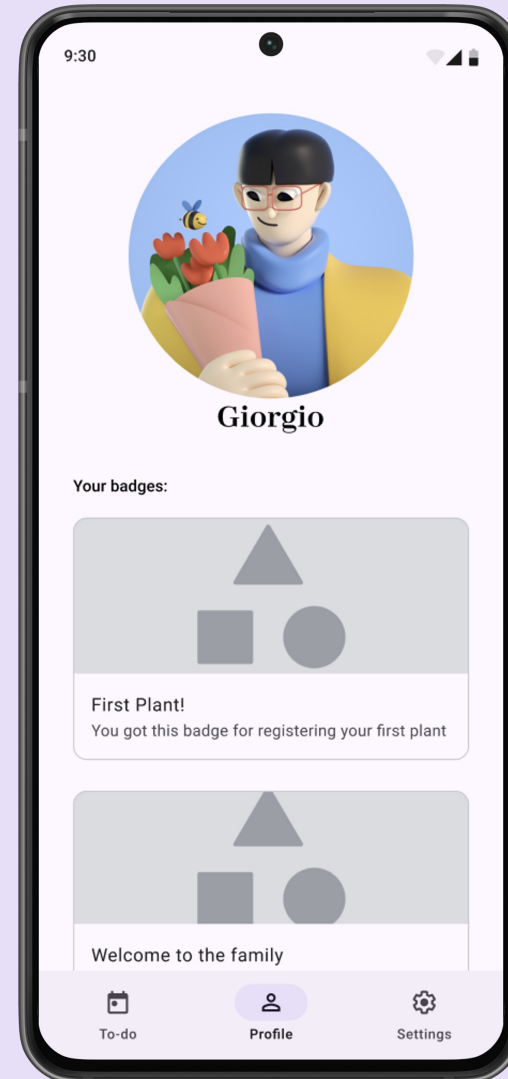 9:30
Giorgio
Your badges:
First Plant!
You got this badge for registering your first plant
Welcome to the family
To-do
Profile
Settings